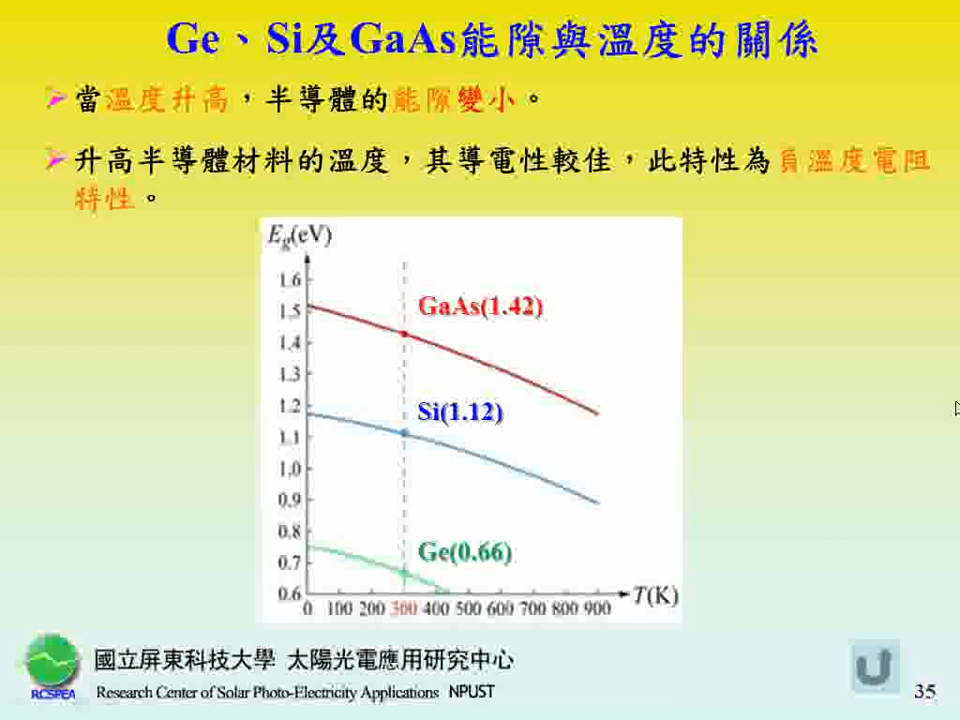 Ge、Si及GaAs能隙與溫度的關係
當溫度升高,半導體的能隙變小。
升高半導體材料的溫度,其導電性較佳,此特性為負溫度電阻
特性。
Eg(eV)
1.6
1.5
1.4
1.3
1.2
1.1
1.0
0.9
0.8
0.7
0.6
GaAs(1.42)
Si(1.12)
Ge(0.66)
0 100 200 300 400 500 600 700 800 900
T(K)
國立屏東科技大學 太陽光電應用研究中心
RCSPEA
Research Center of Solar Photo-Electricity Applications NPUST
35